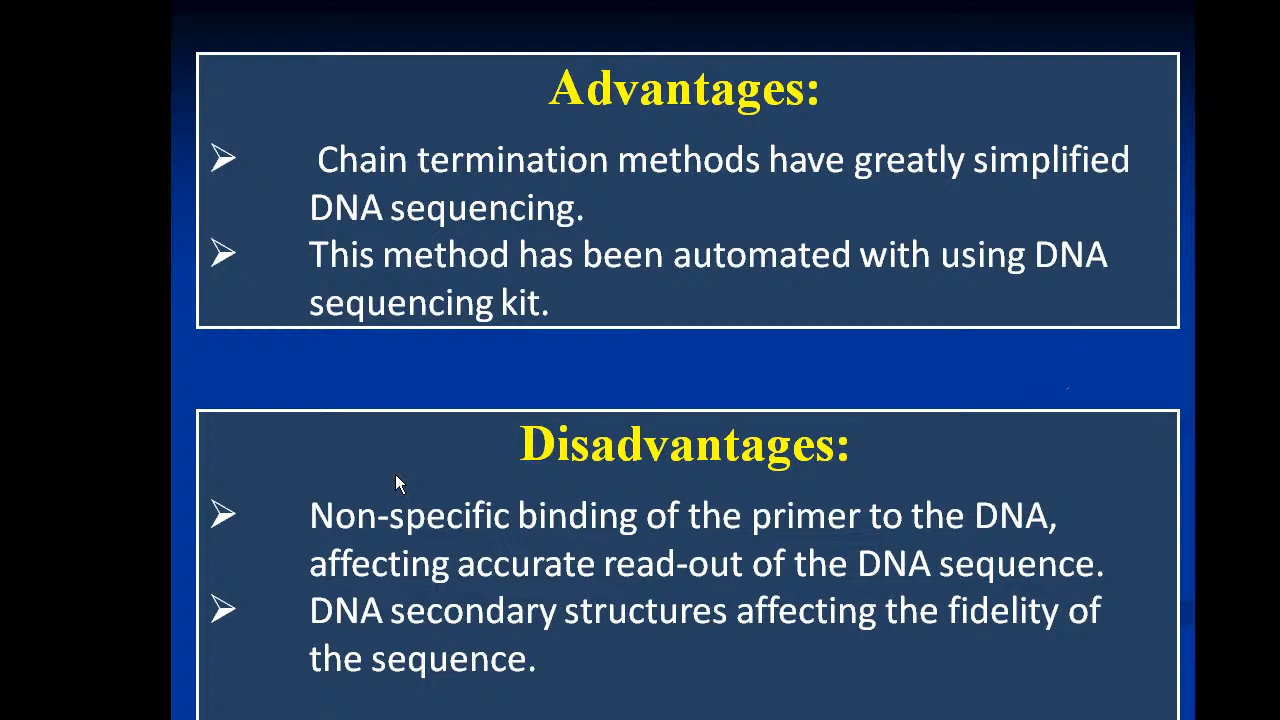 Advantages:
Chain termination methods have greatly simplified
DNA sequencing.
This method has been automated with using DNA
sequencing kit.
Disadvantages:
Non-specific binding of the primer to the DNA,
affecting accurate read-out of the DNA sequence.
DNA secondary structures affecting the fidelity of
the sequence.